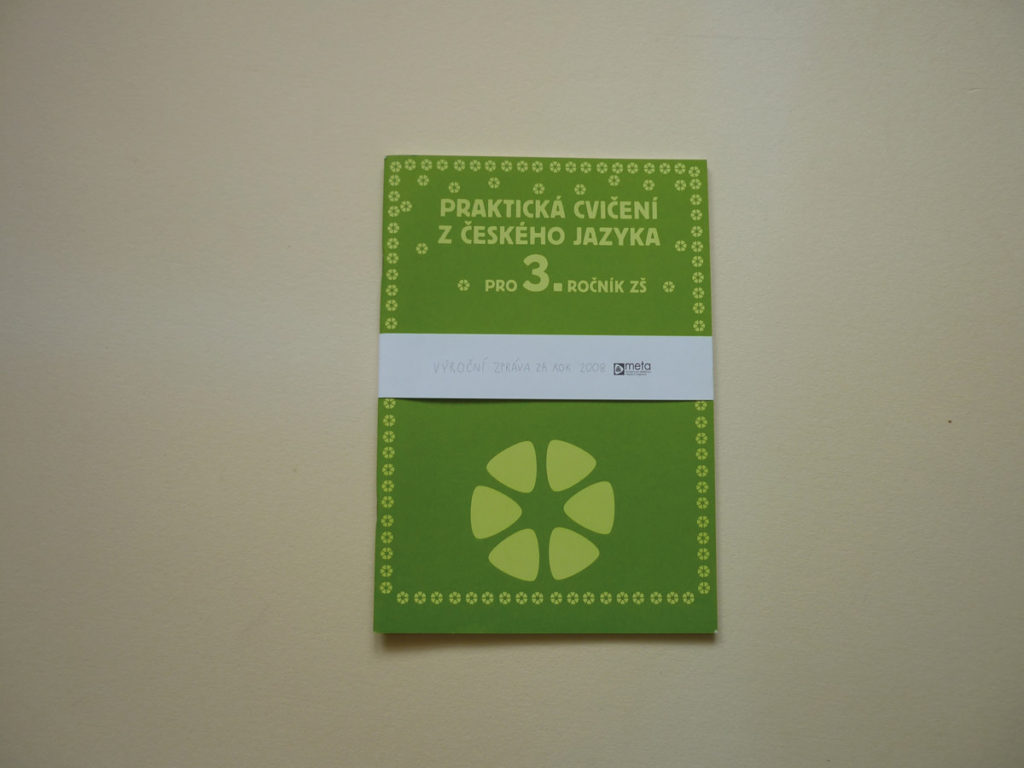 PRAKTICKÁ CVIČENÍ
Z ČESKÉHO JAZYKA
PRO 3. ROČNÍK ZŠ
VÝROČNÍ ZPRÁVA ZA ROK 2008 meta